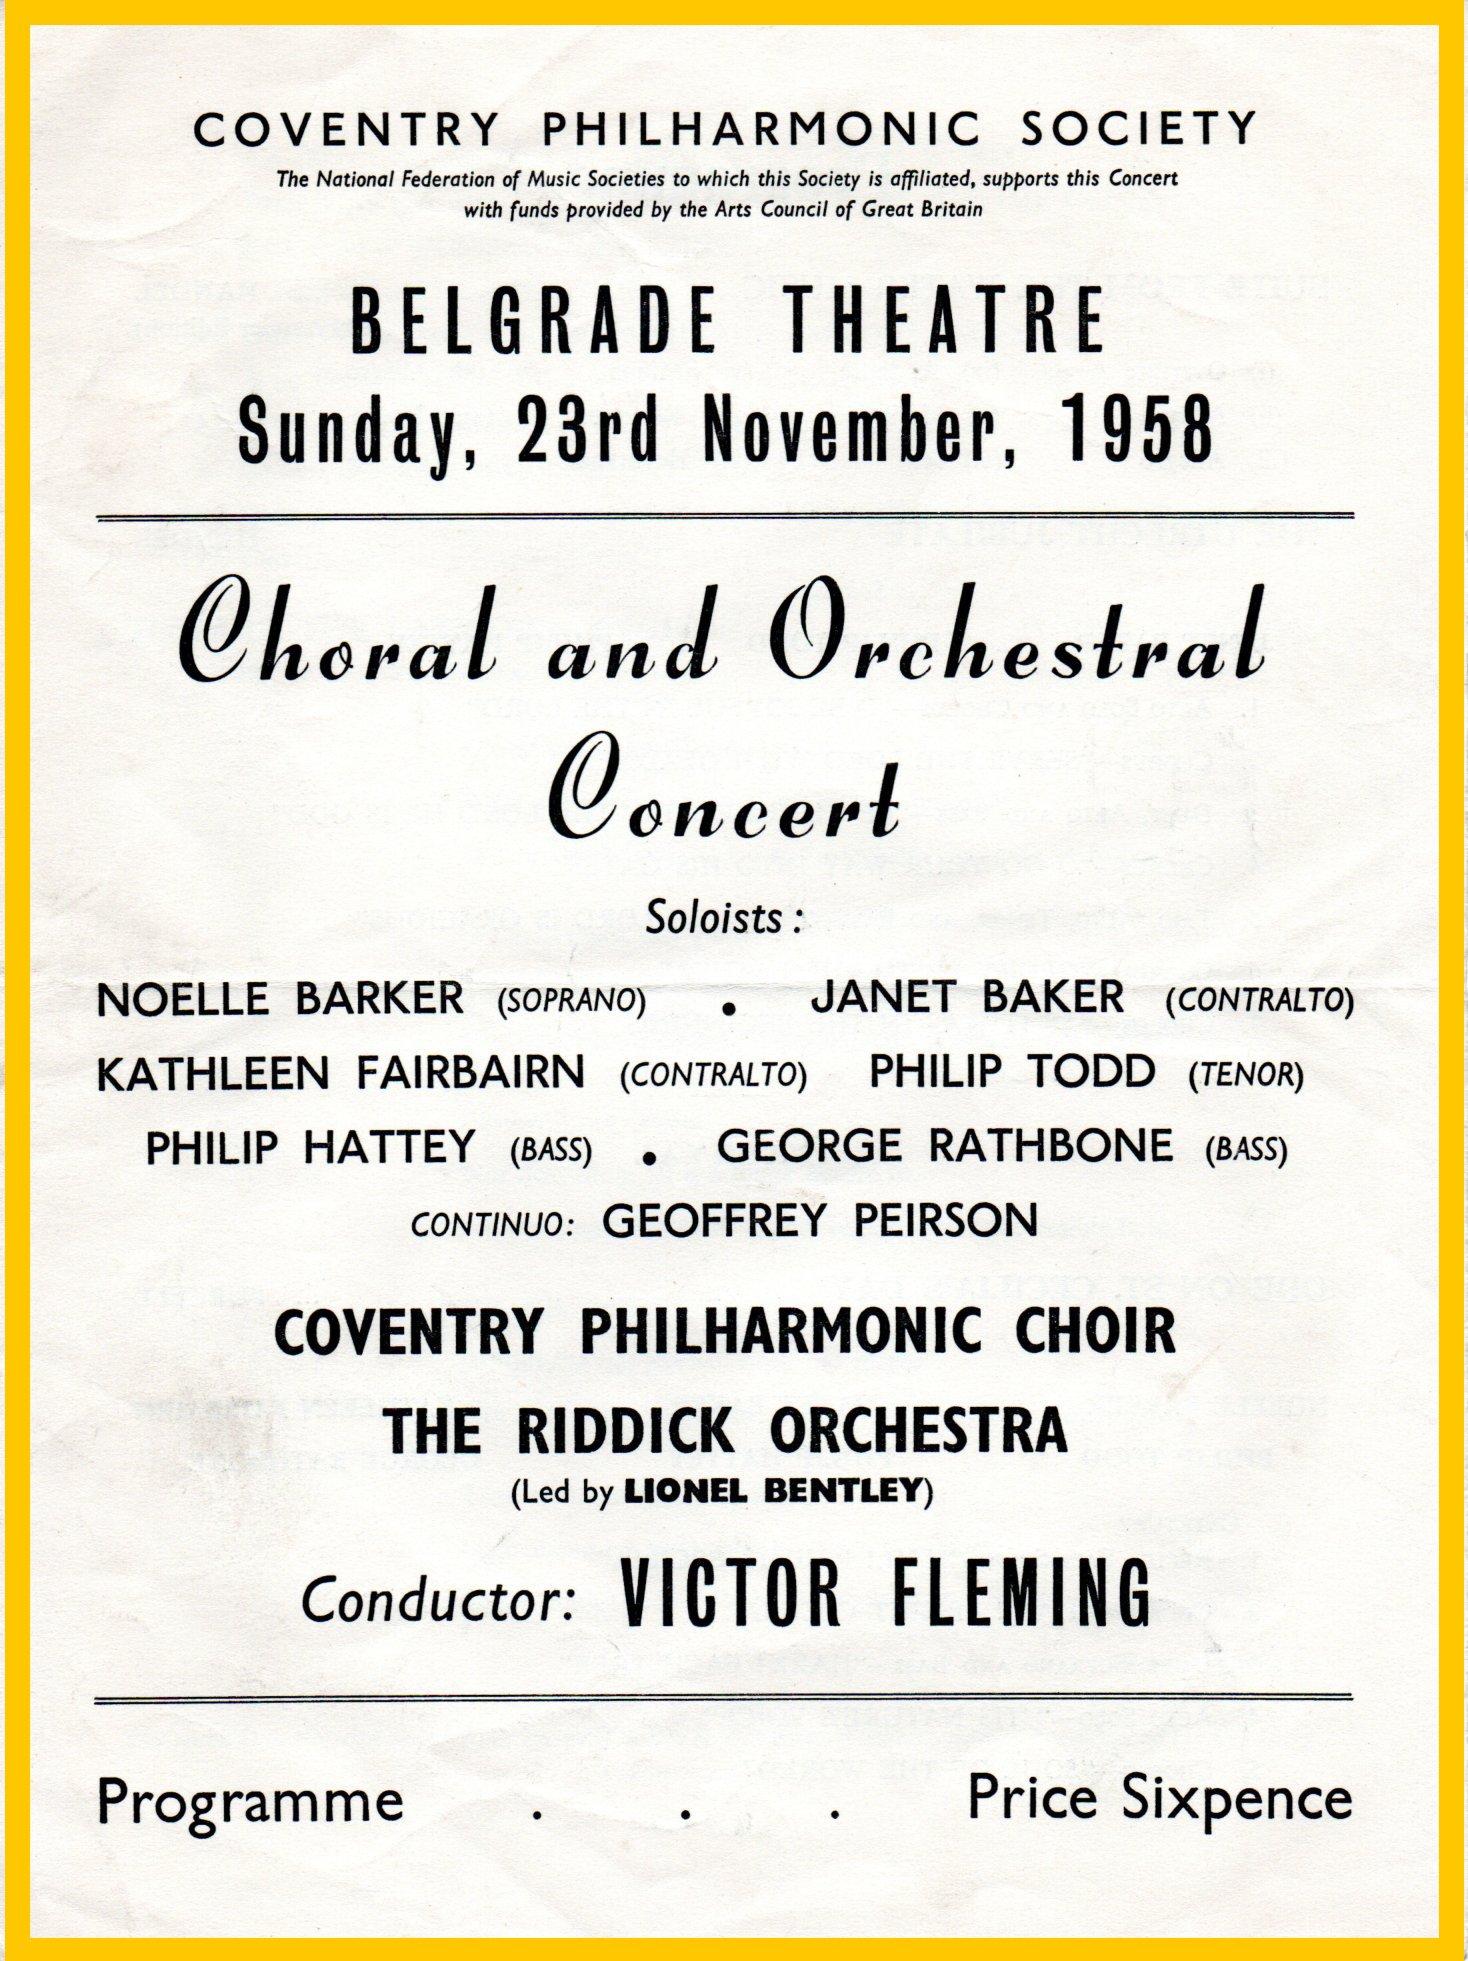 COVENTRY PHILHARMONIC SOCIETY
The National Federation of Music Societies to which this Society is affiliated, supports this Concert
with funds provided by the Arts Council of Great Britain
BELGRADE THEATRE
Sunday, 23rd November, 1958
Choral and Orchestral
Concert
Soloists :
NOELLE BARKER (SOPRANO) • JANET BAKER (CONTRALTO)
KATHLEEN FAIRBAIRN (CONTRALTO) PHILIP TODD (TENOR)
PHILIP HATTEY (BASS) • GEORGE RATHBONE (BASS)
CONTINUO: GEOFFREY PEIRSON
COVENTRY PHILHARMONIC CHOIR
THE RIDDICK ORCHESTRA
(Led by LIONEL BENTLEY)
Conductor: VICTOR FLEMING
Programme . . . Price Sixpence